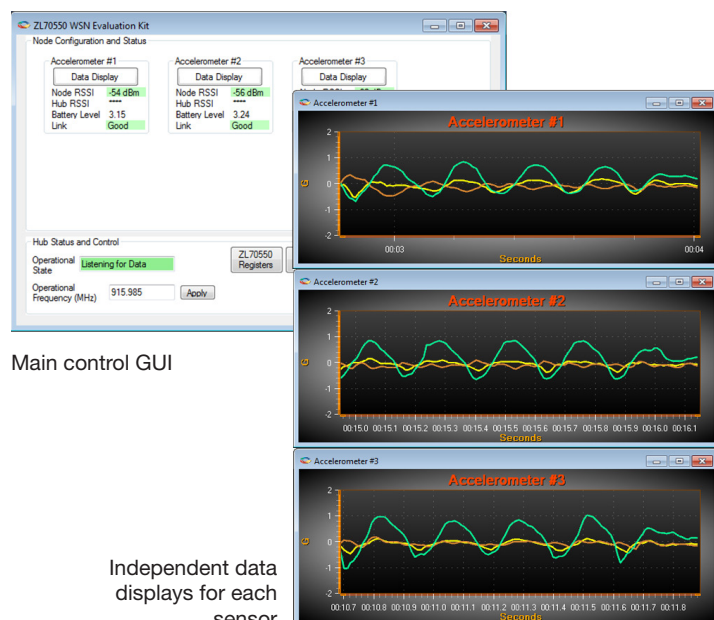 ZL70550 WSN Evaluation Kit
Node Configuration and Status
Accelerometer #1
Data Display
Node RSSI -54 dBm
Hub RSSI ****
Battery Level 3.15
Link Good
Accelerometer #2
Data Display
Node RSSI -56 dBm
Hub RSSI ****
Battery Level 3.24
Link Good
Accelerometer #3
Data Display
Hub Status and Control
Operational State Listening for Data
ZL70550 Registers
Operational Frequency (MHz) 915.985 Apply
Main control GUI
Accelerometer #1
Accelerometer #1
2
1
0
-1
-2
G
00:03 00:04
Seconds
Accelerometer #2
Accelerometer #2
2
1
0
-1
-2
G
00:15.0 00:15.1 00:15.2 00:15.3 00:15.4 00:15.5 00:15.6 00:15.7 00:15.8 00:15.9 00:16.0 00:16.1
Seconds
Accelerometer #3
Accelerometer #3
2
1
0
-1
-2
G
00:10.7 00:10.8 00:10.9 00:11.0 00:11.1 00:11.2 00:11.3 00:11.4 00:11.5 00:11.6 00:11.7 00:11.8
Seconds
Independent data
displays for each
sensor